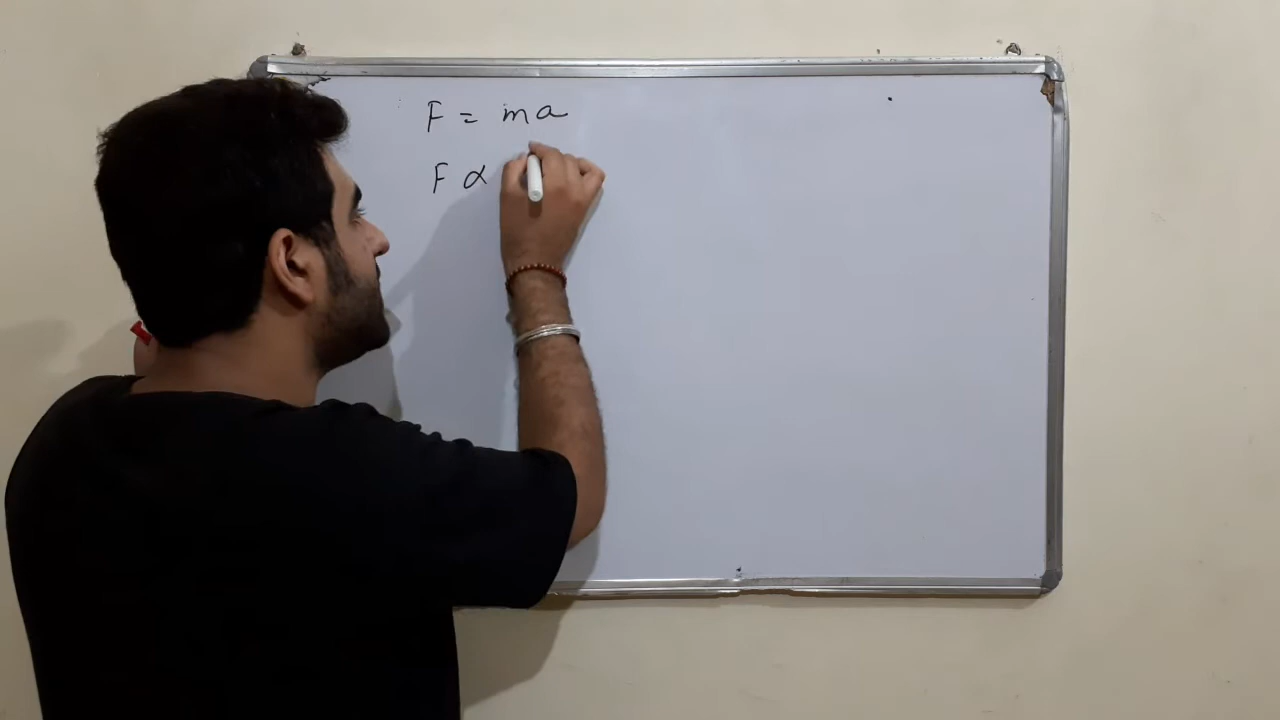 F = ma
F ∝